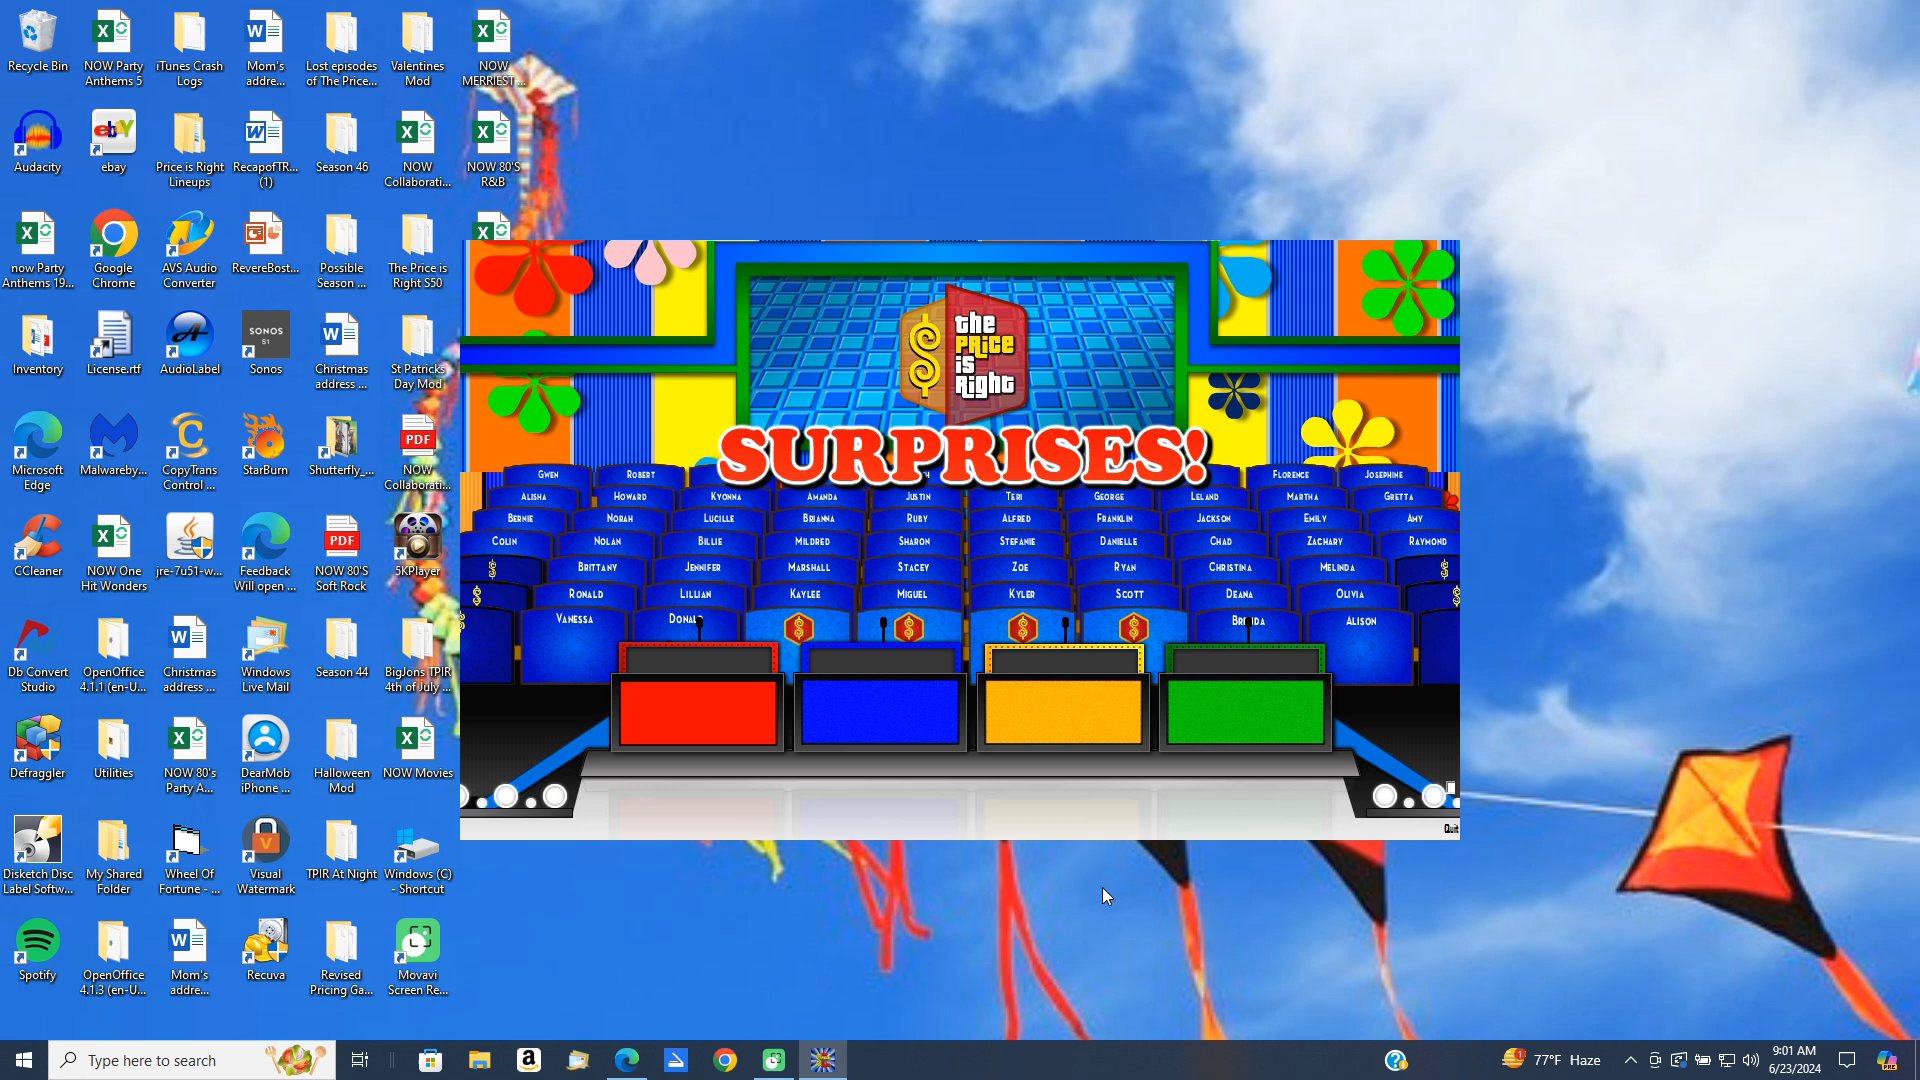 Recycle Bin
NOW Party
Anthems 5
iTunes Crash
Logs
Mom's
addre...
Lost episodes
of The Price...
Valentines
Mod
NOW
MERRIEST ...
Audacity
ebay
Price is Right
Lineups
RecapofTR...
(1)
Season 46
NOW
Collaborati...
NOW 80'S
R&B
now Party
Anthems 19...
Google
Chrome
AVS Audio
Converter
RevereBost...
Possible
Season ...
The Price is
Right S50
Inventory
License.rtf
AudioLabel
SONOS
S1
Sonos
Christmas
address ...
St Patricks
Day Mod
Microsoft
Edge
Malwareby...
CopyTrans
Control ...
StarBurn
Shutterfly_...
PDF
NOW
Collaborati...
CCleaner
NOW One
Hit Wonders
jre-7u51-w...
Feedback
Will open ...
PDF
NOW 80'S
Soft Rock
5KPlayer
Db Convert
Studio
OpenOffice
4.1.1 (en-U...
Christmas
address ...
Windows
Live Mail
Season 44
BigJons TPIR
4th of July ...
Defraggler
Utilities
NOW 80's
Party A...
DearMob
iPhone ...
Halloween
Mod
NOW Movies
Disketch Disc
Label Softw...
My Shared
Folder
Wheel Of
Fortune - ...
Visual
Watermark
TPIR At Night
Windows (C)
- Shortcut
Spotify
OpenOffice
4.1.3 (en-U...
Mom's
addre...
Recuva
Revised
Pricing Ga...
Movavi
Screen Re...
the
PRICE
is
Right
SURPRISES!
GWEN ROBERT FLORENCE JOSEPHINE
ALISHA HOWARD KYONNA AMANDA JUSTIN TERI GEORGE LELAND MARTHA GRETTA
BERNIE NORAH LUCILLE BRIANNA RUBY ALFRED FRANKLIN JACKSON EMILY AMY
COLIN NOLAN BILLIE MILDRED SHARON STEFANIE DANIELLE CHAD ZACHARY RAYMOND
BRITTANY JENNIFER MARSHALL STACEY ZOE RYAN CHRISTINA MELINDA
RONALD LILLIAN KAYLEE MIGUEL KYLER SCOTT DEANA OLIVIA
VANESSA DONALD BRENDA ALISON
Quit
Type here to search
77°F Haze
9:01 AM
6/23/2024